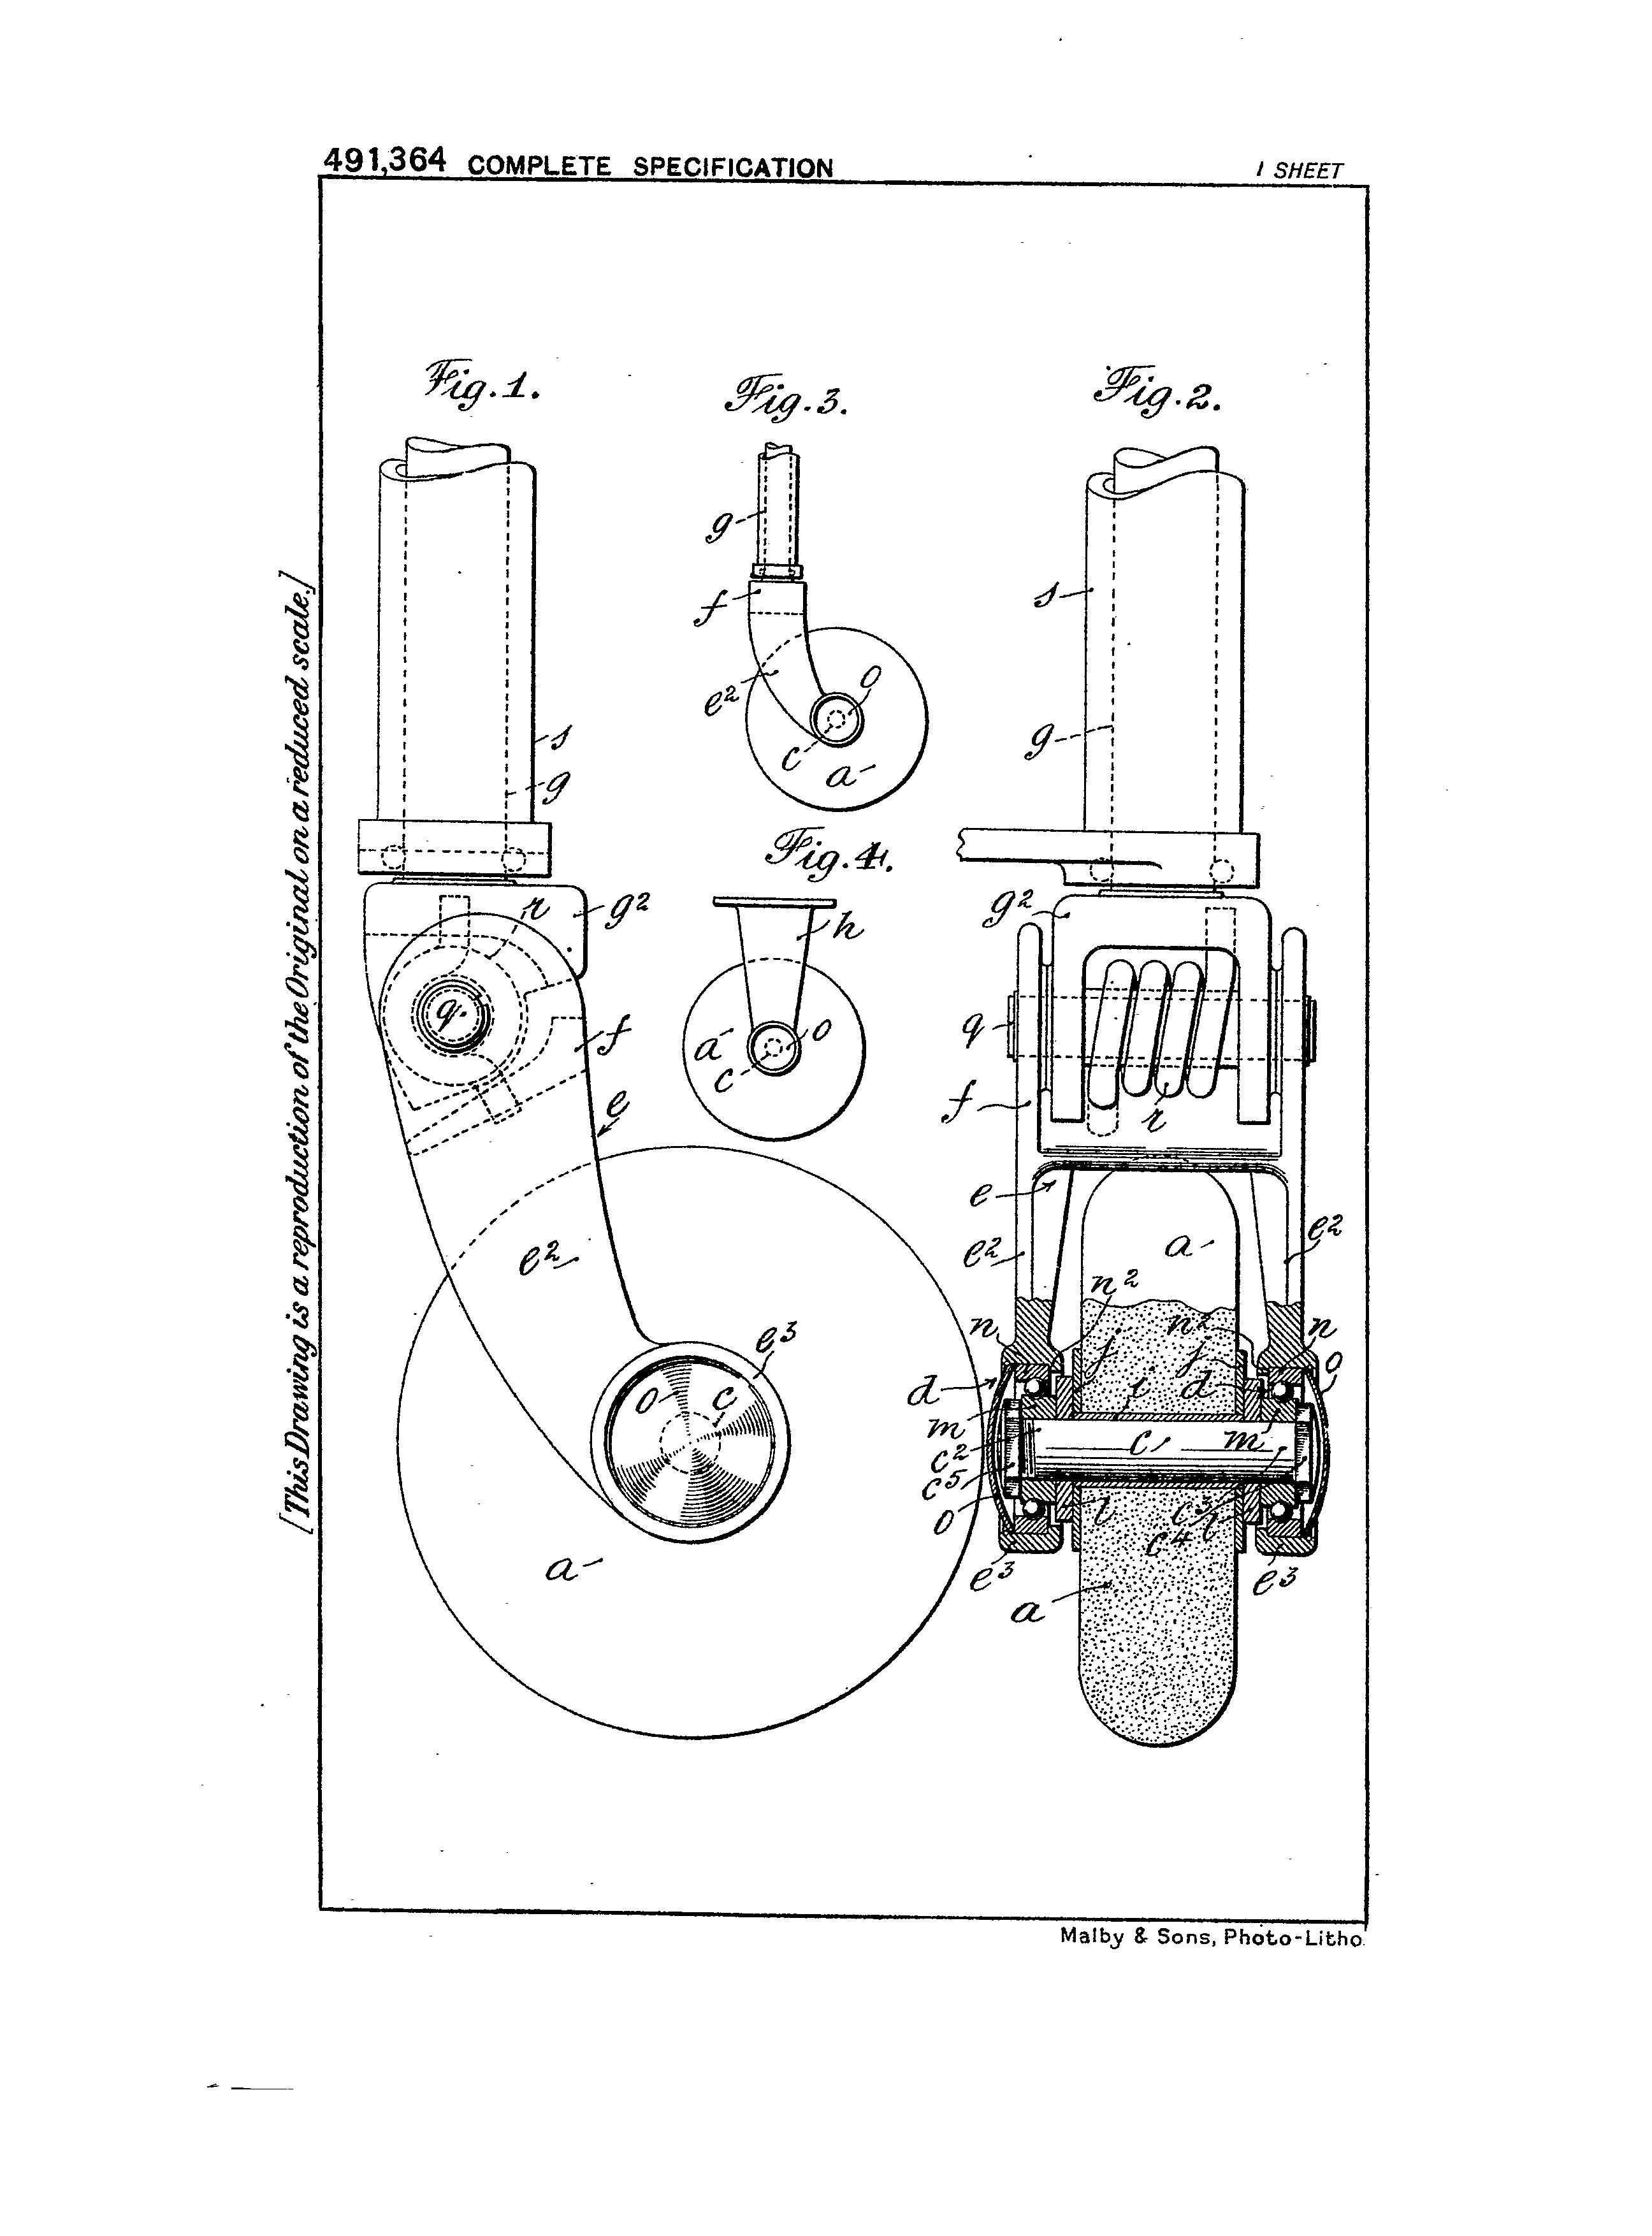 491,364 COMPLETE SPECIFICATION
1 SHEET
[This Drawing is a reproduction of the Original on a reduced scale.]
Fig. 1.
s
g
g2
r
q
f
e
e2
e3
o
c
a
Fig. 3.
g
f
e2
o
c
a
Fig. 4.
h
a
o
c
Fig. 2.
s
g
g2
q
f
r
e
e2
a
e2
n2
n
n2
n
j
j
o
d
d
i
m
c
m
c2
c5
o
l
c3
l
c4
e3
e3
a
Malby & Sons, Photo-Litho.